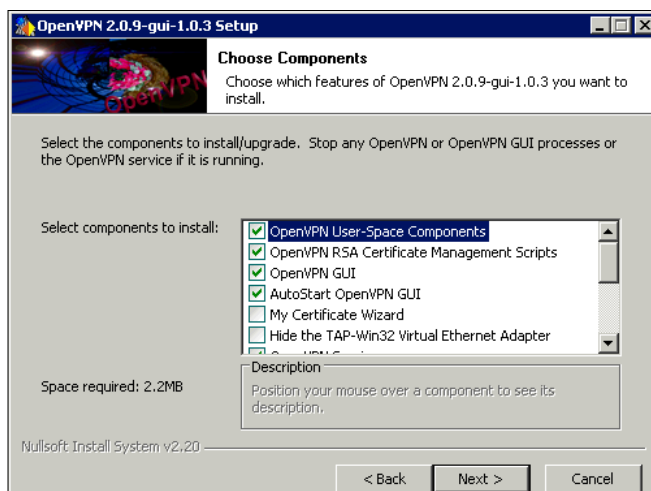 OpenVPN 2.0.9-gui-1.0.3 Setup
OpenVPN
Choose Components
Choose which features of OpenVPN 2.0.9-gui-1.0.3 you want to
install.
Select the components to install/upgrade.  Stop any OpenVPN or OpenVPN GUI processes or
the OpenVPN service if it is running.
Select components to install:
OpenVPN User-Space Components
OpenVPN RSA Certificate Management Scripts
OpenVPN GUI
AutoStart OpenVPN GUI
My Certificate Wizard
Hide the TAP-Win32 Virtual Ethernet Adapter
OpenVPN Service
Space required: 2.2MB
Description
Position your mouse over a component to see its
description.
Nullsoft Install System v2.20
< Back
Next >
Cancel